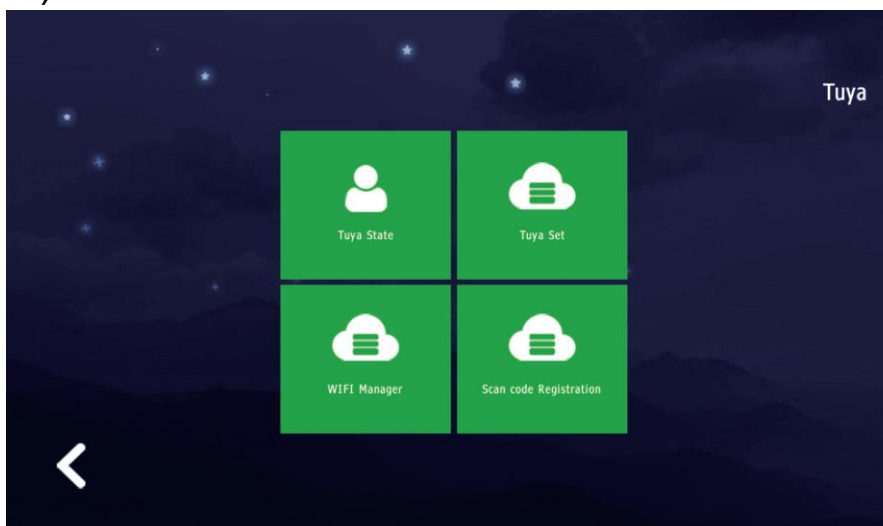 Tuya
Tuya State
Tuya Set
WIFI Manager
Scan code Registration